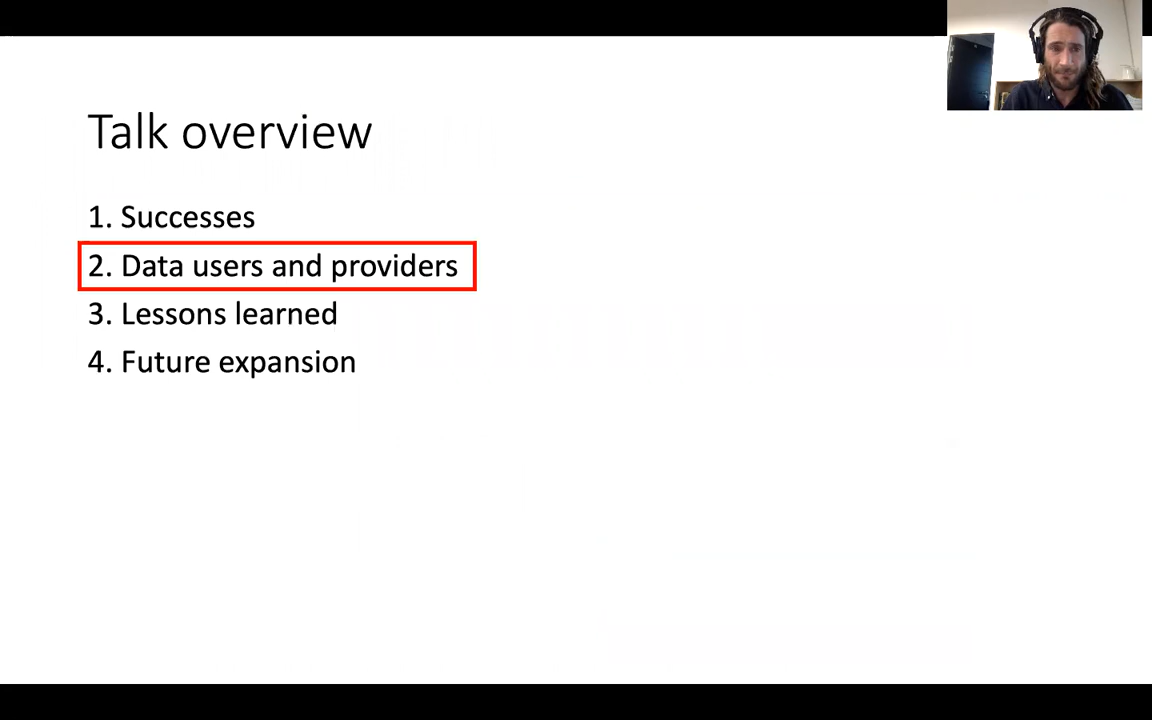 Talk overview
1. Successes
2. Data users and providers
3. Lessons learned
4. Future expansion